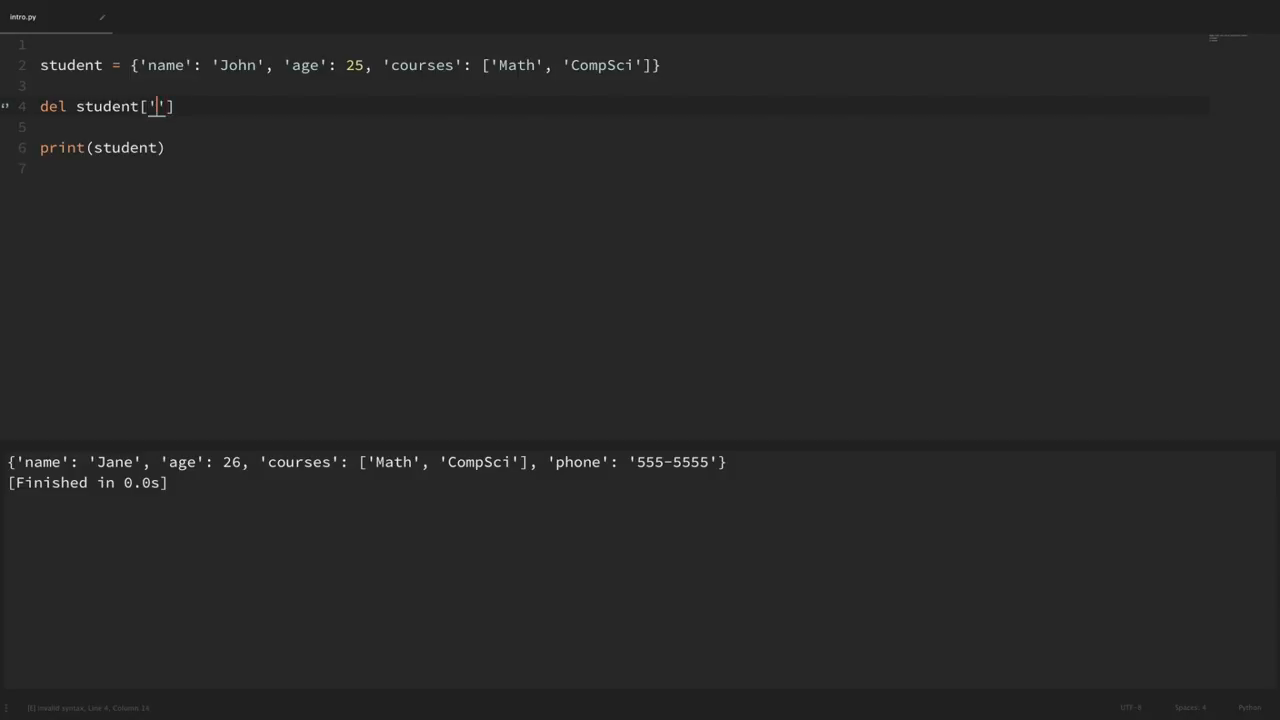 intro.py
1
2 student = {'name': 'John', 'age': 25, 'courses': ['Math', 'CompSci']}
3
4 del student['']
5
6 print(student)
7
{'name': 'Jane', 'age': 26, 'courses': ['Math', 'CompSci'], 'phone': '555-5555'}
[Finished in 0.0s]
[E] invalid syntax, Line 4, Column 14 UTF-8 Spaces: 4 Python